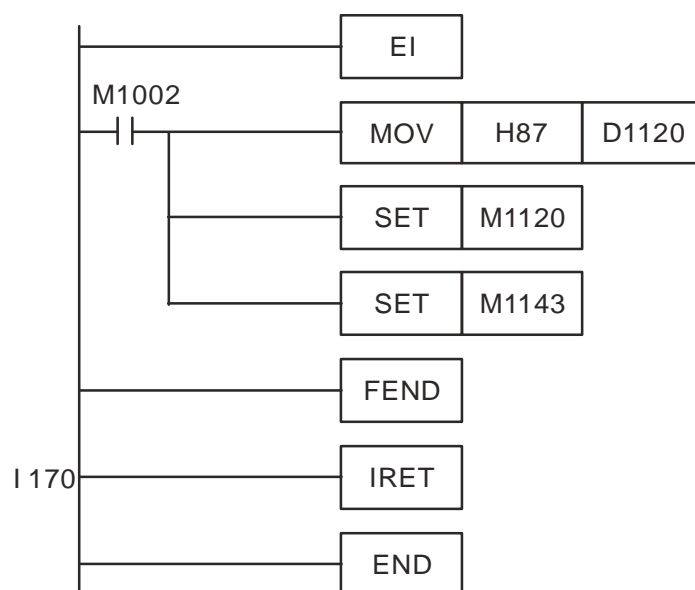 EI
M1002
MOV H87 D1120
SET M1120
SET M1143
FEND
I 170 IRET
END